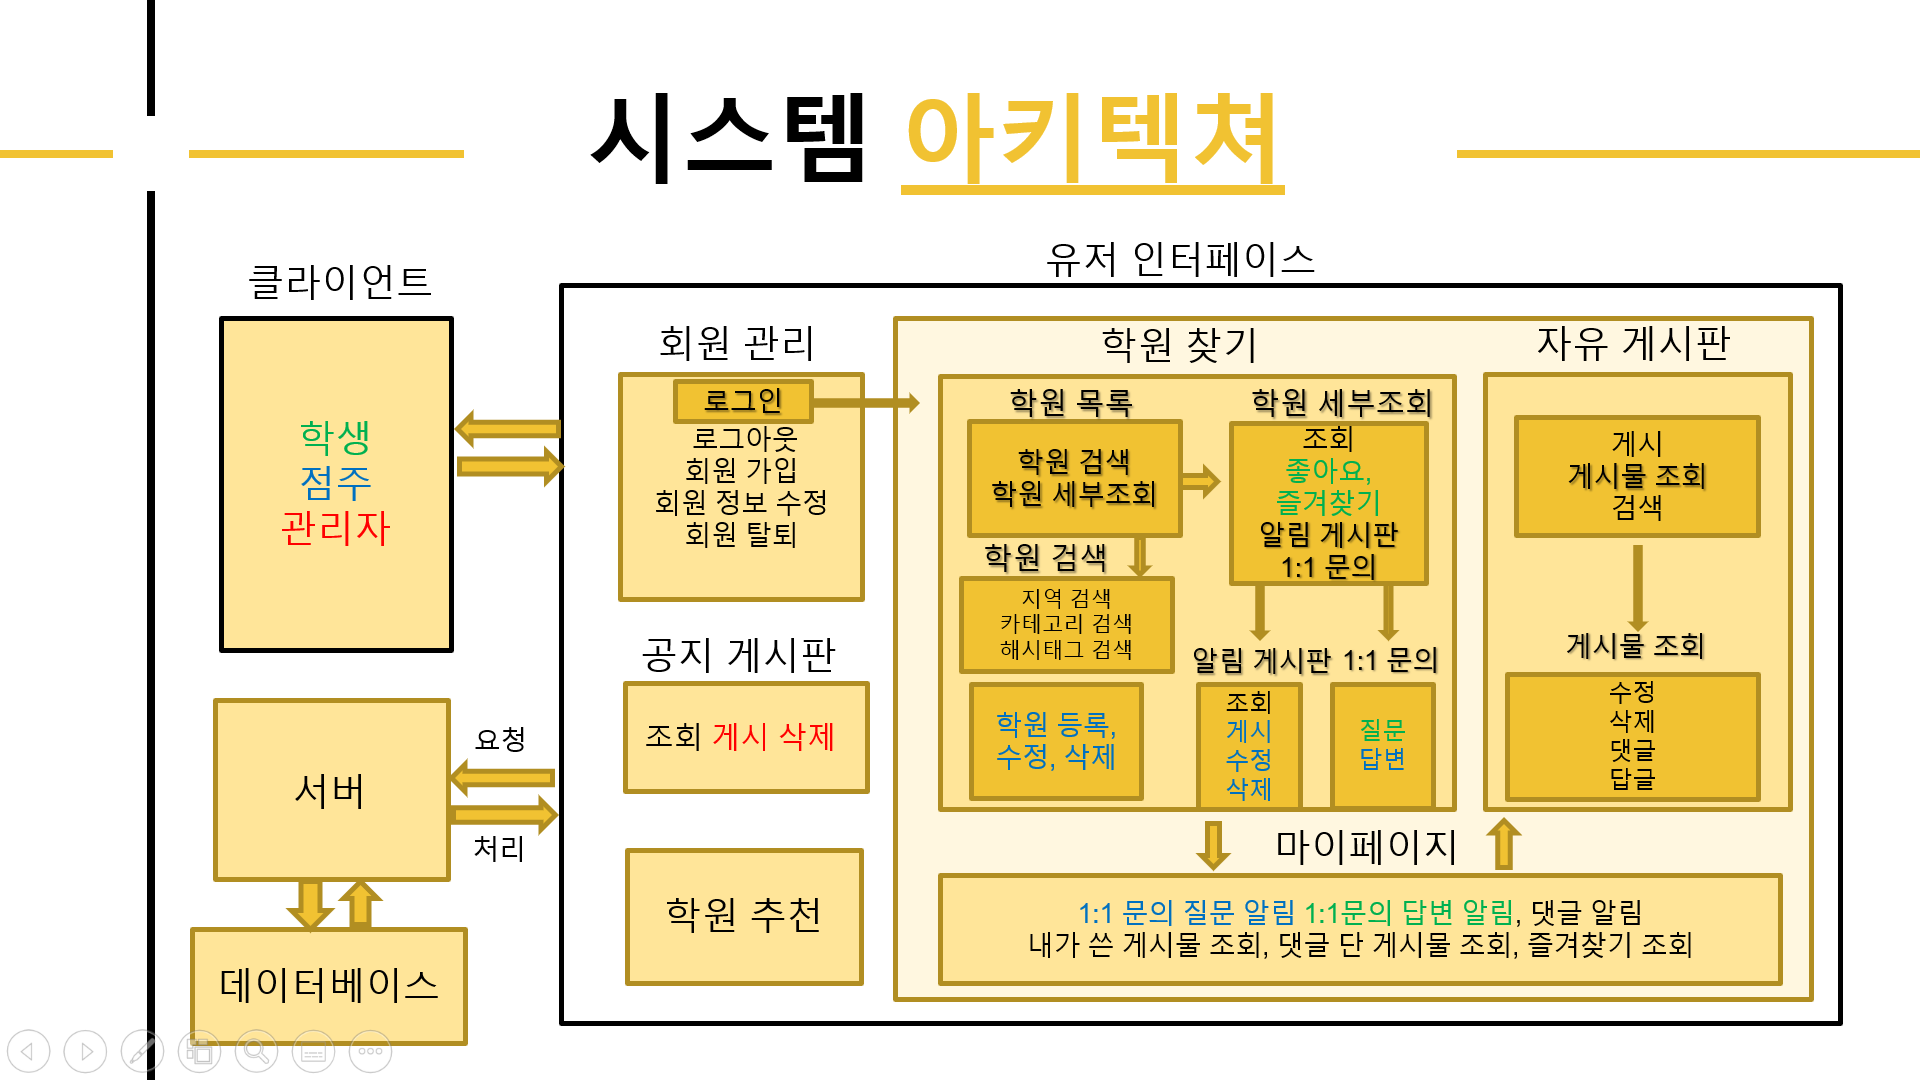 시스템 아키텍쳐
클라이언트
학생
점주
관리자
서버
요청
처리
데이터베이스
유저 인터페이스
회원 관리
로그인
로그아웃
회원 가입
회원 정보 수정
회원 탈퇴
공지 게시판
조회 게시 삭제
학원 추천
학원 찾기
학원 목록
학원 검색
학원 세부조회
학원 검색
지역 검색
카테고리 검색
해시태그 검색
학원 등록,
수정, 삭제
학원 세부조회
조회
좋아요,
즐겨찾기
알림 게시판
1:1 문의
알림 게시판
조회
게시
수정
삭제
1:1 문의
질문
답변
자유 게시판
게시
게시물 조회
검색
게시물 조회
수정
삭제
댓글
답글
마이페이지
1:1 문의 질문 알림 1:1문의 답변 알림, 댓글 알림
내가 쓴 게시물 조회, 댓글 단 게시물 조회, 즐겨찾기 조회